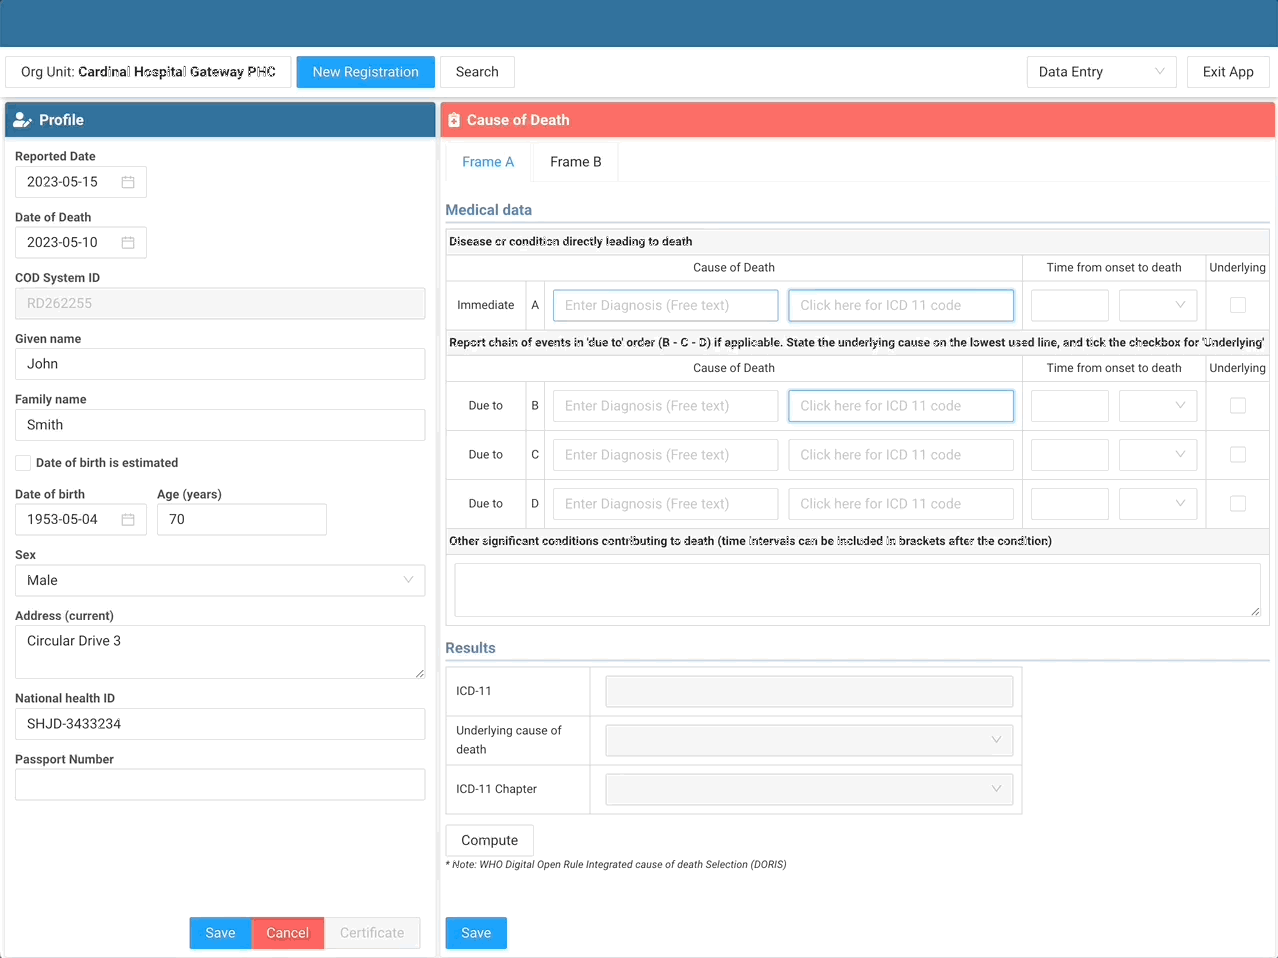 Org Unit: Cardinal Hospital Gateway PHC
New Registration
Search
Data Entry
Exit App
Profile
Reported Date
2023-05-15
Date of Death
2023-05-10
COD System ID
RD262255
Given name
John
Family name
Smith
Date of birth is estimated
Date of birth
Age (years)
1953-05-04
70
Sex
Male
Address (current)
Circular Drive 3
National health ID
SHJD-3433234
Passport Number
Save
Cancel
Certificate
Cause of Death
Frame A
Frame B
Medical data
Disease or condition directly leading to death
Cause of Death
Time from onset to death
Underlying
Immediate
A
Enter Diagnosis (Free text)
Click here for ICD 11 code
Report chain of events in 'due to' order (B - C - D) if applicable. State the underlying cause on the lowest used line, and tick the checkbox for 'Underlying'
Cause of Death
Time from onset to death
Underlying
Due to
B
Enter Diagnosis (Free text)
Click here for ICD 11 code
Due to
C
Enter Diagnosis (Free text)
Click here for ICD 11 code
Due to
D
Enter Diagnosis (Free text)
Click here for ICD 11 code
Other significant conditions contributing to death (time intervals can be included in brackets after the condition)
Results
ICD-11
Underlying cause of
death
ICD-11 Chapter
Compute
* Note: WHO Digital Open Rule Integrated cause of death Selection (DORIS)
Save